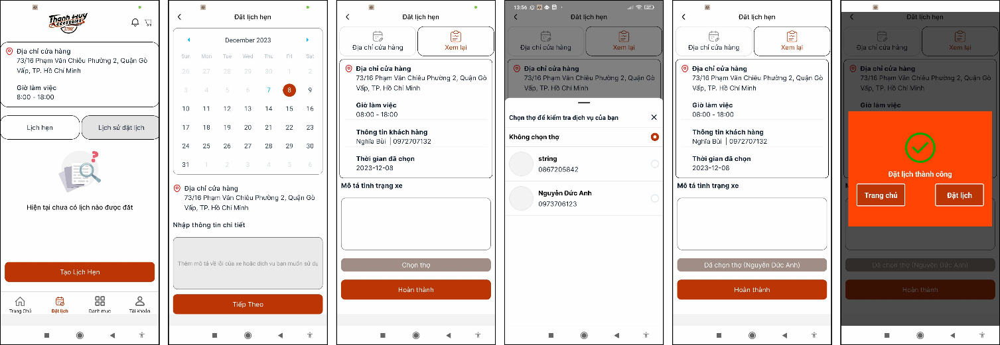 Thanh Huy
Accessories
STORE
Địa chỉ cửa hàng
73/16 Phạm Văn Chiêu Phường 2, Quận Gò
Vấp, TP. Hồ Chí Minh
Giờ làm việc
8:00 - 18:00
Lịch hẹn
Lịch sử đặt lịch
?
Hiện tại chưa có lịch nào được đăt
Tạo Lịch Hẹn
Trang Chủ
Đặt lịch
Danh mục
Tài khoản
Đăt lịch hẹn
December 2023
Sun Mon Tue Wed Thu Fri Sat
26 27 28 29 30 1 2
3 4 5 6 7 8 9
10 11 12 13 14 15 16
17 18 19 20 21 22 23
24 25 26 27 28 29 30
31 1 2 3 4 5 6
Địa chỉ cửa hàng
73/16 Phạm Văn Chiêu Phường 2, Quận Gò
Vấp, TP. Hồ Chí Minh
Nhập thông tin chi tiết
Thêm mô tả về lỗi của xe hoặc dịch vụ bạn muốn sử dụ
Tiếp Theo
Đăt lịch hẹn
Địa chỉ cửa hàng
Xem lại
Địa chỉ cửa hàng
73/16 Phạm Văn Chiêu Phường 2, Quận Gò
Vấp, TP. Hồ Chí Minh
Giờ làm việc
08:00 - 18:00
Thông tin khách hàng
Nghĩa Bùi | 0972707132
Thời gian đã chọn
2023-12-08
Mô tả tình trạng xe
Chọn thợ
Hoàn thành
13:56
Đăt lịch hẹn
Địa chỉ cửa hàng
Xem lại
Địa chỉ cửa hàng
73/16 Phạm Văn Chiêu Phường 2, Quận Gò
Vấp, TP. Hồ Chí Minh
Chọn thợ để kiểm tra dịch vụ của bạn
Không chọn thợ
string
0867205842
Nguyễn Đức Anh
0973706123
Đăt lịch hẹn
Địa chỉ cửa hàng
Xem lại
Địa chỉ cửa hàng
73/16 Phạm Văn Chiêu Phường 2, Quận Gò
Vấp, TP. Hồ Chí Minh
Giờ làm việc
08:00 - 18:00
Thông tin khách hàng
Nghĩa Bùi | 0972707132
Thời gian đã chọn
2023-12-08
Mô tả tình trạng xe
Đã chọn thợ (Nguyễn Đức Anh)
Hoàn thành
Đăt lịch hẹn
Địa chỉ cửa hàng
Xem lại
Địa chỉ cửa hàng
73/16 Phạm Văn Chiêu Phường 2, Quận Gò
Vấp, TP. Hồ Chí Minh
Giờ làm việc
Đặt lịch thành công
Trang chủ
Đặt lịch
Đã chọn thợ (Nguyễn Đức Anh)
Hoàn thành